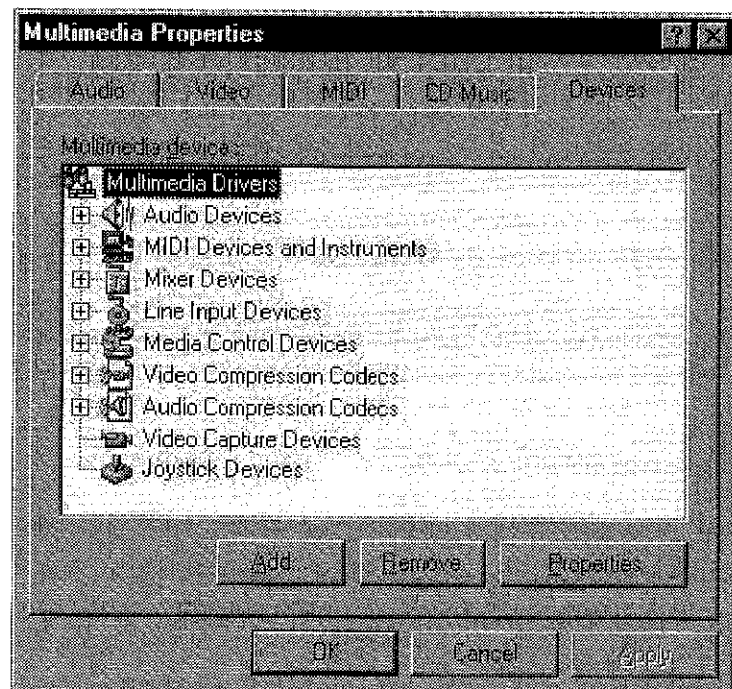 Multimedia Properties
Audio Video MIDI CD Music Devices
Multimedia devices:
Multimedia Drivers
Audio Devices
MIDI Devices and Instruments
Mixer Devices
Line Input Devices
Media Control Devices
Video Compression Codecs
Audio Compression Codecs
Video Capture Devices
Joystick Devices
Add... Remove Properties
OK Cancel Apply